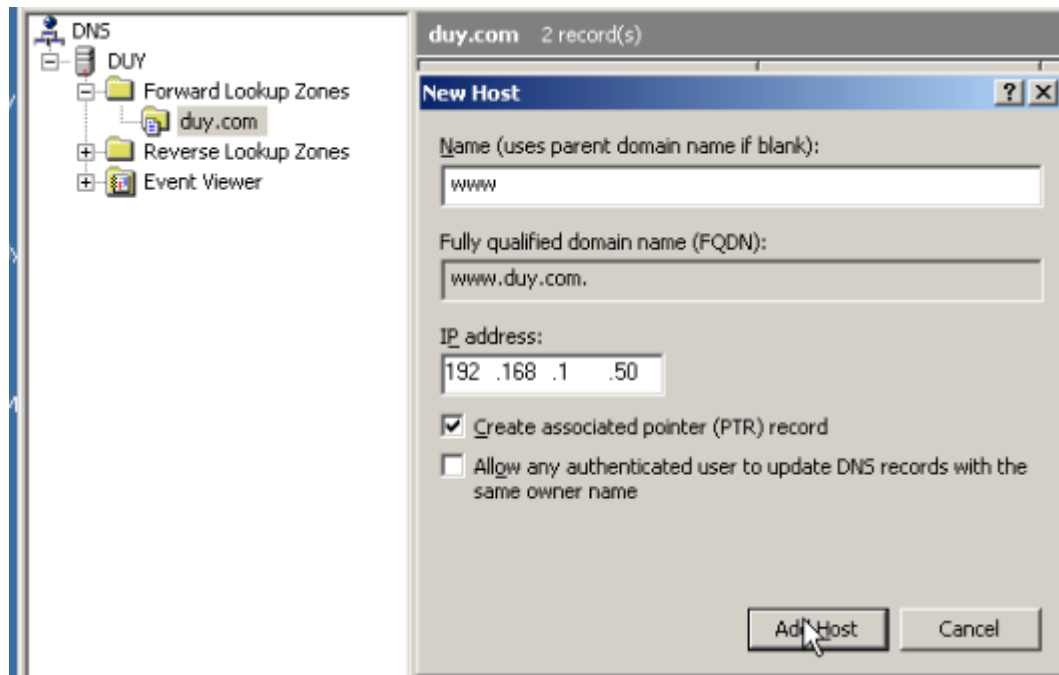 DNS
DUY
Forward Lookup Zones
duy.com
Reverse Lookup Zones
Event Viewer
duy.com 2 record(s)
New Host
Name (uses parent domain name if blank):
www
Fully qualified domain name (FQDN):
www.duy.com.
IP address:
192 .168 .1 .50
Create associated pointer (PTR) record
Allow any authenticated user to update DNS records with the
same owner name
Add Host
Cancel